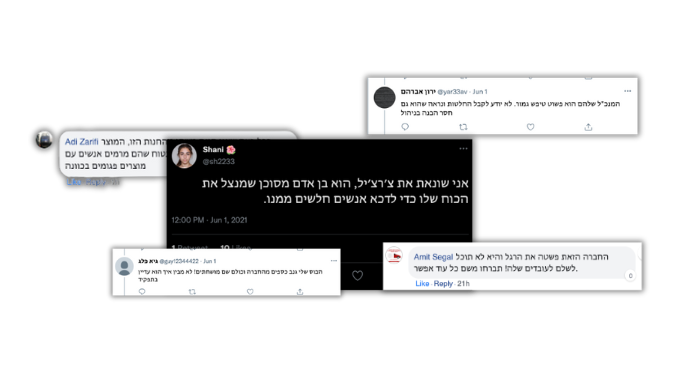 ירון אברהם @yar33av · Jun 1
המנכ"ל שלהם הוא פשוט טיפש גמור. לא יודע לקבל החלטות ונראה שהוא גם
חסר הבנה בניהול
Adi Zarifi החנות הזו, המוצר
שהם מרמים אנשים עם
מוצרים פגומים בכוונה
Shani
@sh2233
אני שונאת את צ׳רצ׳יל, הוא בן אדם מסוכן שמנצל את
הכוח שלו כדי לדכא אנשים חלשים ממנו.
12:00 PM · Jun 1, 2021
גיא פלג @guy12344422 · Jun 1
הבוס שלי גנב כספים מהחברה וכולם שם מושחתים! לא מבין איך הוא עדיין
בתפקיד
Amit Segal החברה הזאת פשטה את הרגל והיא לא תוכל
לשלם לעובדים שלה! תברחו משם כל עוד אפשר.
Like · Reply · 21h
0